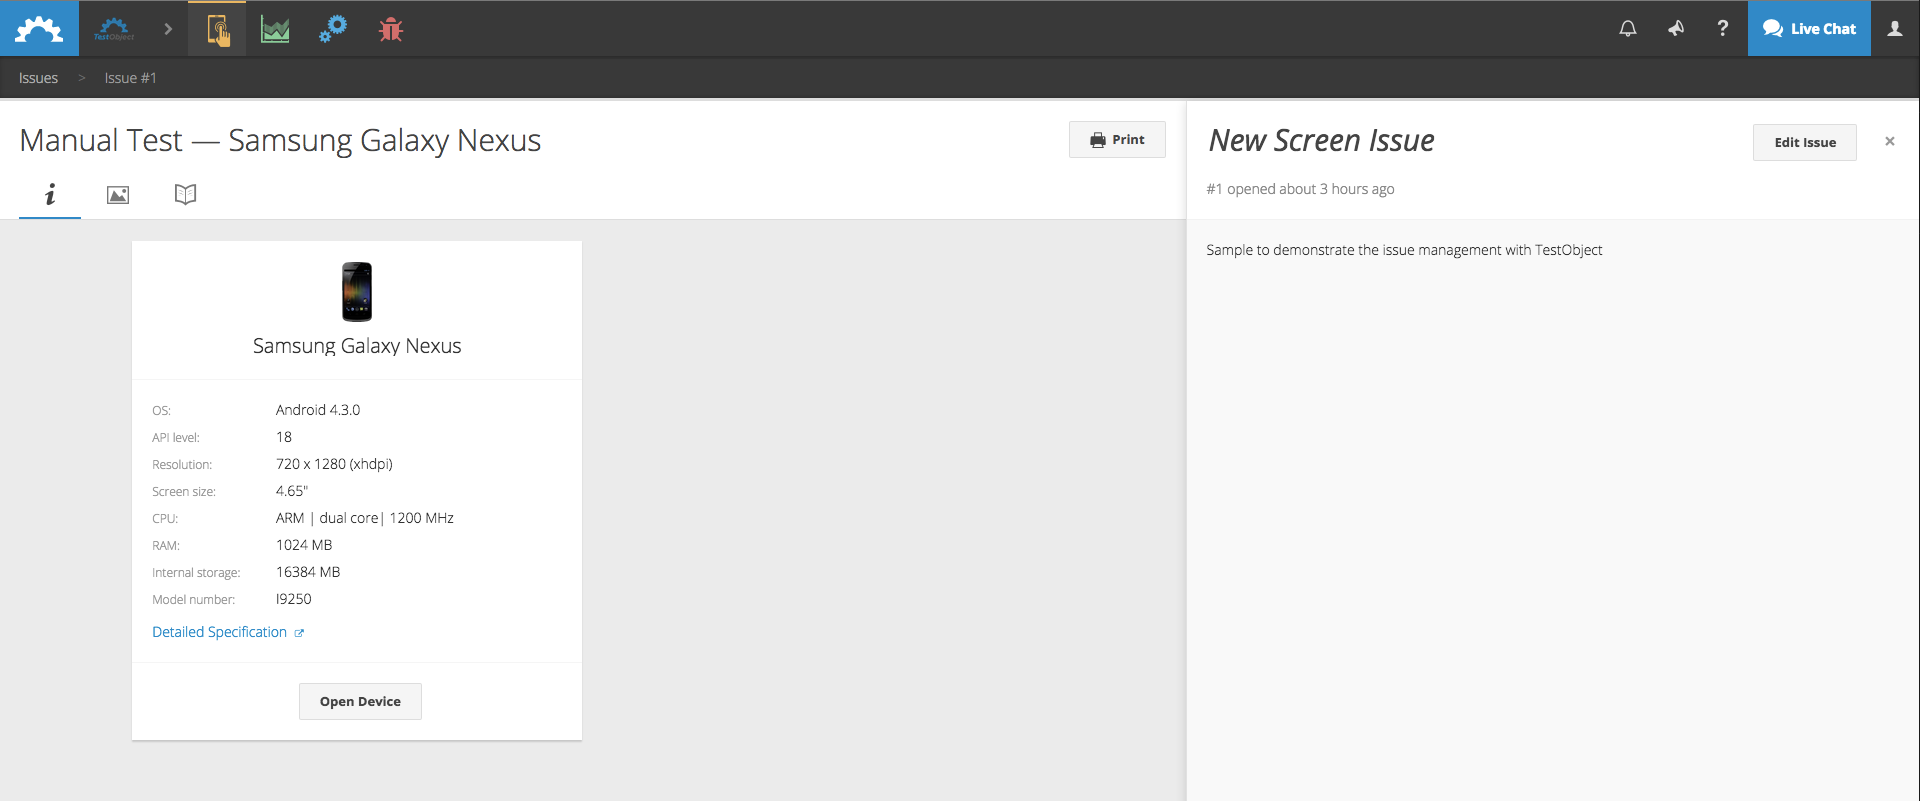 TestObject
Live Chat
Issues > Issue #1
Manual Test — Samsung Galaxy Nexus
Print
Samsung Galaxy Nexus
OS: Android 4.3.0
API level: 18
Resolution: 720 x 1280 (xhdpi)
Screen size: 4.65"
CPU: ARM | dual core| 1200 MHz
RAM: 1024 MB
Internal storage: 16384 MB
Model number: I9250
Detailed Specification
Open Device
New Screen Issue
Edit Issue
×
#1 opened about 3 hours ago
Sample to demonstrate the issue management with TestObject